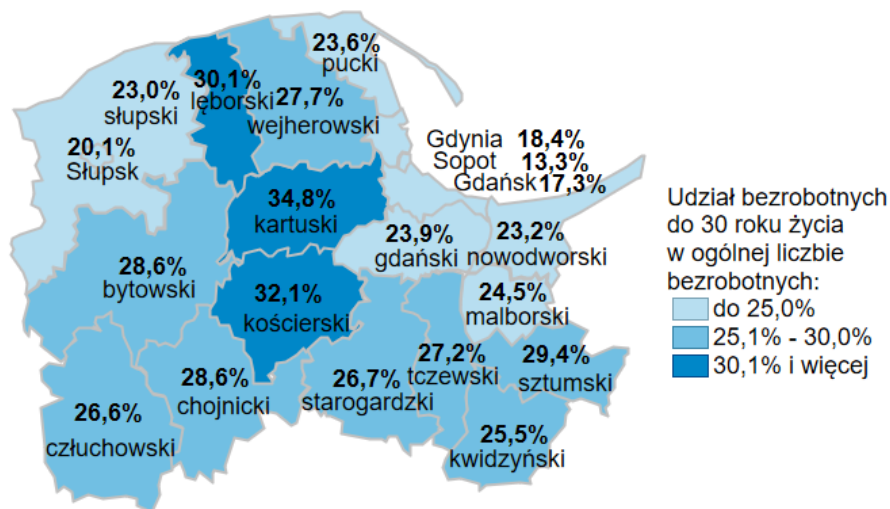 23,6%
pucki
23,0%
słupski
30,1%
lęborski
27,7%
wejherowski
20,1%
Słupsk
Gdynia 18,4%
Sopot 13,3%
Gdańsk 17,3%
34,8%
kartuski
23,9%
gdański
23,2%
nowodworski
28,6%
bytowski
32,1%
kościerski
24,5%
malborski
28,6%
chojnicki
26,7%
starogardzki
27,2%
tczewski
29,4%
sztumski
26,6%
człuchowski
25,5%
kwidzyński
Udział bezrobotnych
do 30 roku życia
w ogólnej liczbie
bezrobotnych:
do 25,0%
25,1% - 30,0%
30,1% i więcej